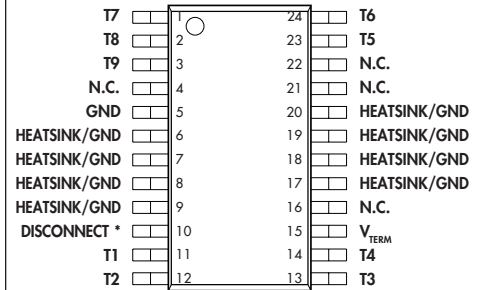 T7 1 24 T6
T8 2 23 T5
T9 3 22 N.C.
N.C. 4 21 N.C.
GND 5 20 HEATSINK/GND
HEATSINK/GND 6 19 HEATSINK/GND
HEATSINK/GND 7 18 HEATSINK/GND
HEATSINK/GND 8 17 HEATSINK/GND
HEATSINK/GND 9 16 N.C.
DISCONNECT * 10 15 VTERM
T1 11 14 T4
T2 12 13 T3